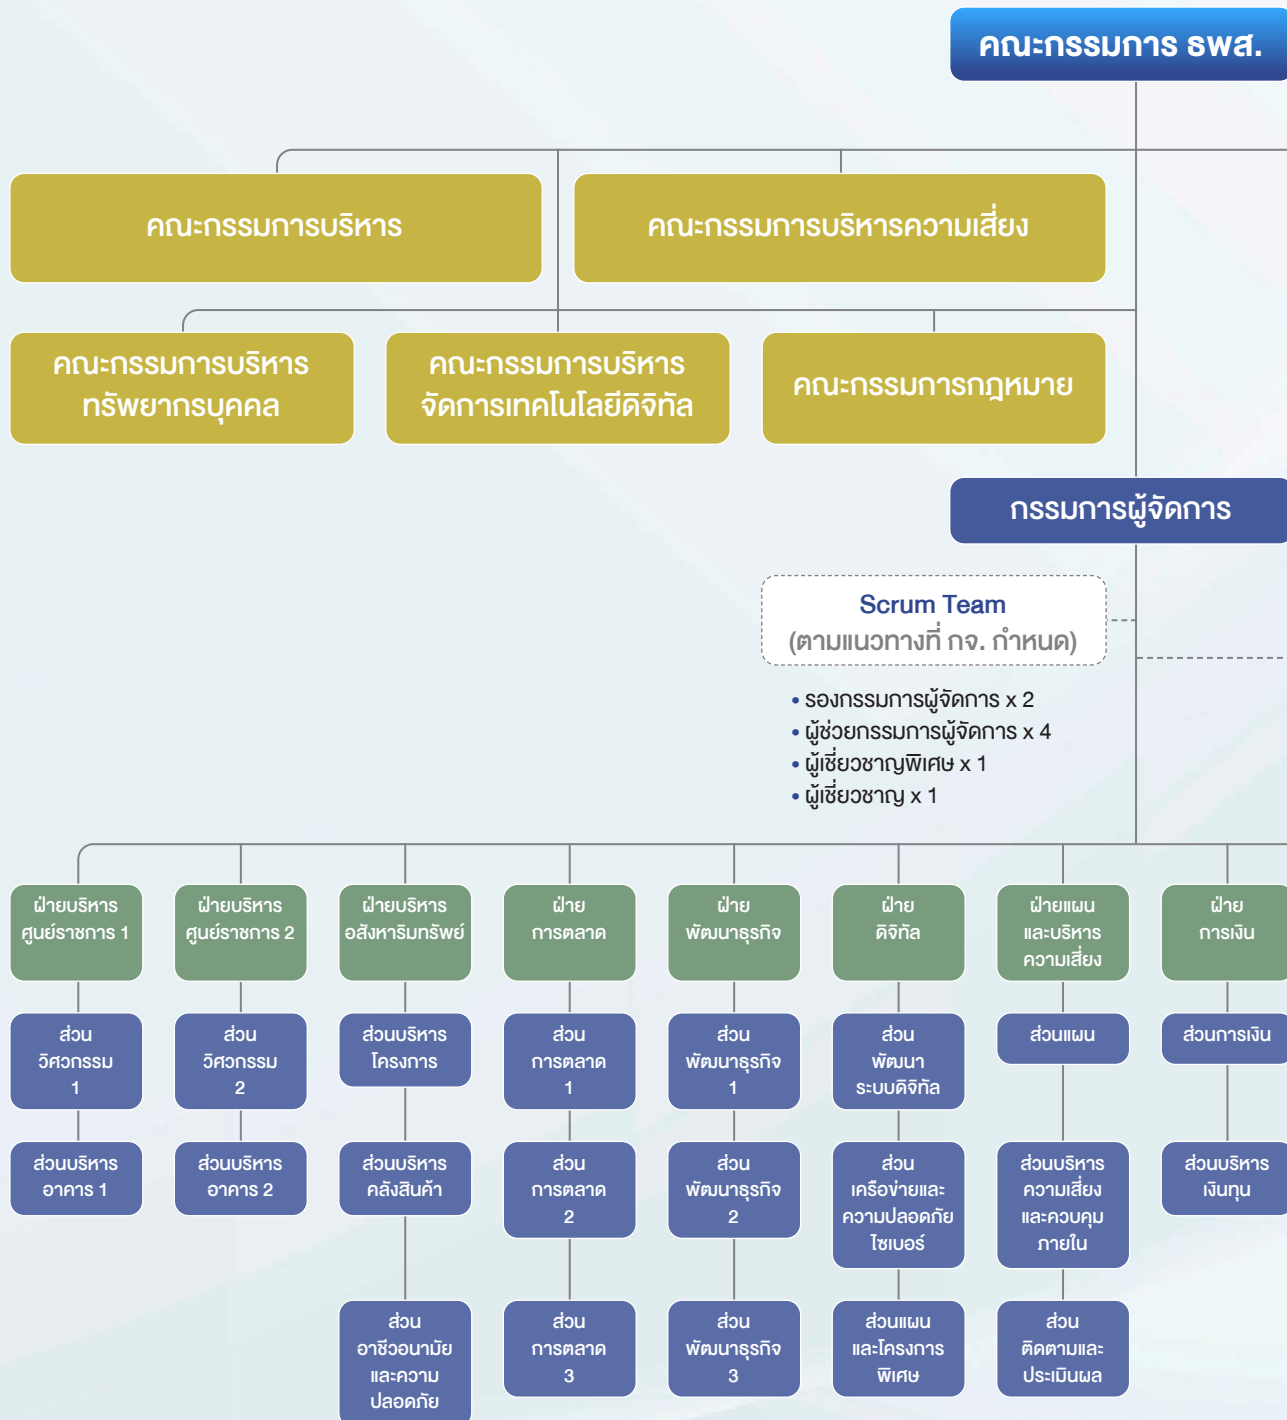 คณะกรรมการ ธพส.
คณะกรรมการบริหาร
คณะกรรมการบริหารความเสี่ยง
คณะกรรมการบริหาร
ทรัพยากรบุคคล
คณะกรรมการบริหาร
จัดการเทคโนโลยีดิจิทัล
คณะกรรมการกฎหมาย
กรรมการผู้จัดการ
Scrum Team
(ตามแนวทางที่ กจ. กำหนด)
• รองกรรมการผู้จัดการ x 2
• ผู้ช่วยกรรมการผู้จัดการ x 4
• ผู้เชี่ยวชาญพิเศษ x 1
• ผู้เชี่ยวชาญ x 1
ฝ่ายบริหาร
ศูนย์ราชการ 1
ฝ่ายบริหาร
ศูนย์ราชการ 2
ฝ่ายบริหาร
อสังหาริมทรัพย์
ฝ่าย
การตลาด
ฝ่าย
พัฒนาธุรกิจ
ฝ่าย
ดิจิทัล
ฝ่ายแผน
และบริหาร
ความเสี่ยง
ฝ่าย
การเงิน
ส่วน
วิศวกรรม
1
ส่วน
วิศวกรรม
2
ส่วนบริหาร
โครงการ
ส่วน
การตลาด
1
ส่วน
พัฒนาธุรกิจ
1
ส่วน
พัฒนา
ระบบดิจิทัล
ส่วนแผน
ส่วนการเงิน
ส่วนบริหาร
อาคาร 1
ส่วนบริหาร
อาคาร 2
ส่วนบริหาร
คลังสินค้า
ส่วน
การตลาด
2
ส่วน
พัฒนาธุรกิจ
2
ส่วน
เครือข่ายและ
ความปลอดภัย
ไซเบอร์
ส่วนบริหาร
ความเสี่ยง
และควบคุม
ภายใน
ส่วนบริหาร
เงินทุน
ส่วน
อาชีวอนามัย
และความ
ปลอดภัย
ส่วน
การตลาด
3
ส่วน
พัฒนาธุรกิจ
3
ส่วนแผน
และโครงการ
พิเศษ
ส่วน
ติดตามและ
ประเมินผล